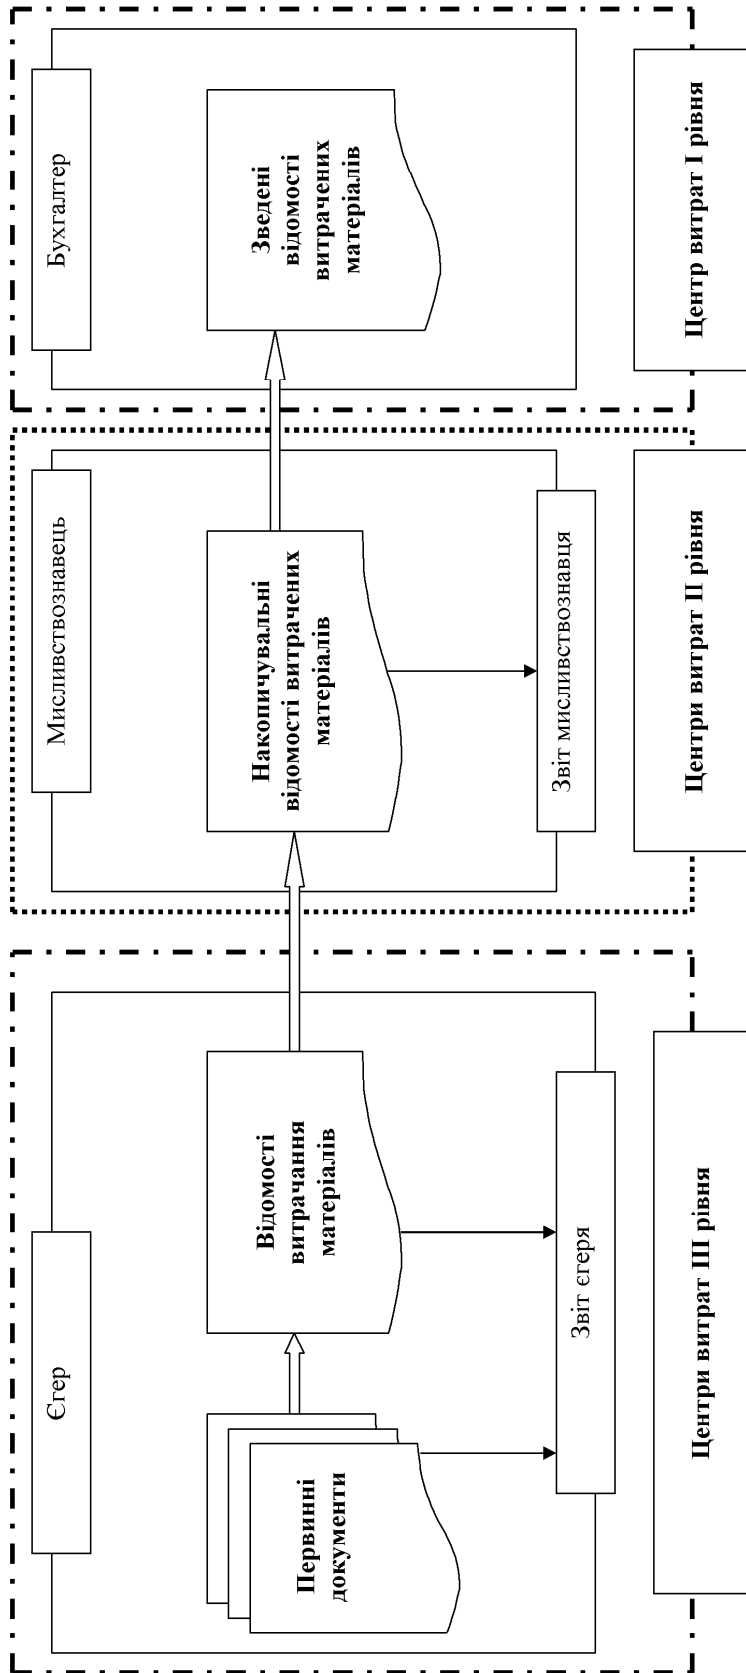 Єгер
Первинні
документи
Відомості
витрачання
матеріалів
Звіт єгеря
Центри витрат III рівня
Мисливствознавець
Накопичувальні
відомості витрачених
матеріалів
Звіт мисливствознавця
Центри витрат II рівня
Бухгалтер
Зведені
відомості
витрачених
матеріалів
Центр витрат I рівня